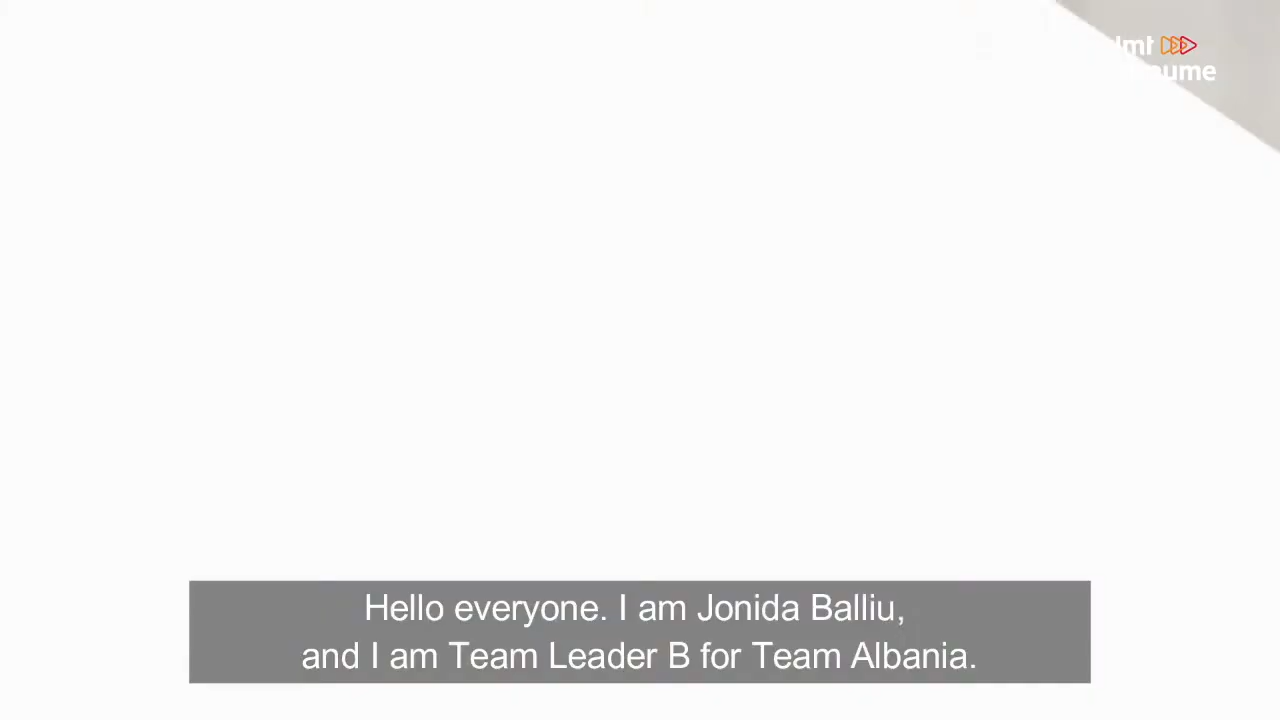 Hello everyone. I am Jonida Balliu,
and I am Team Leader B for Team Albania.